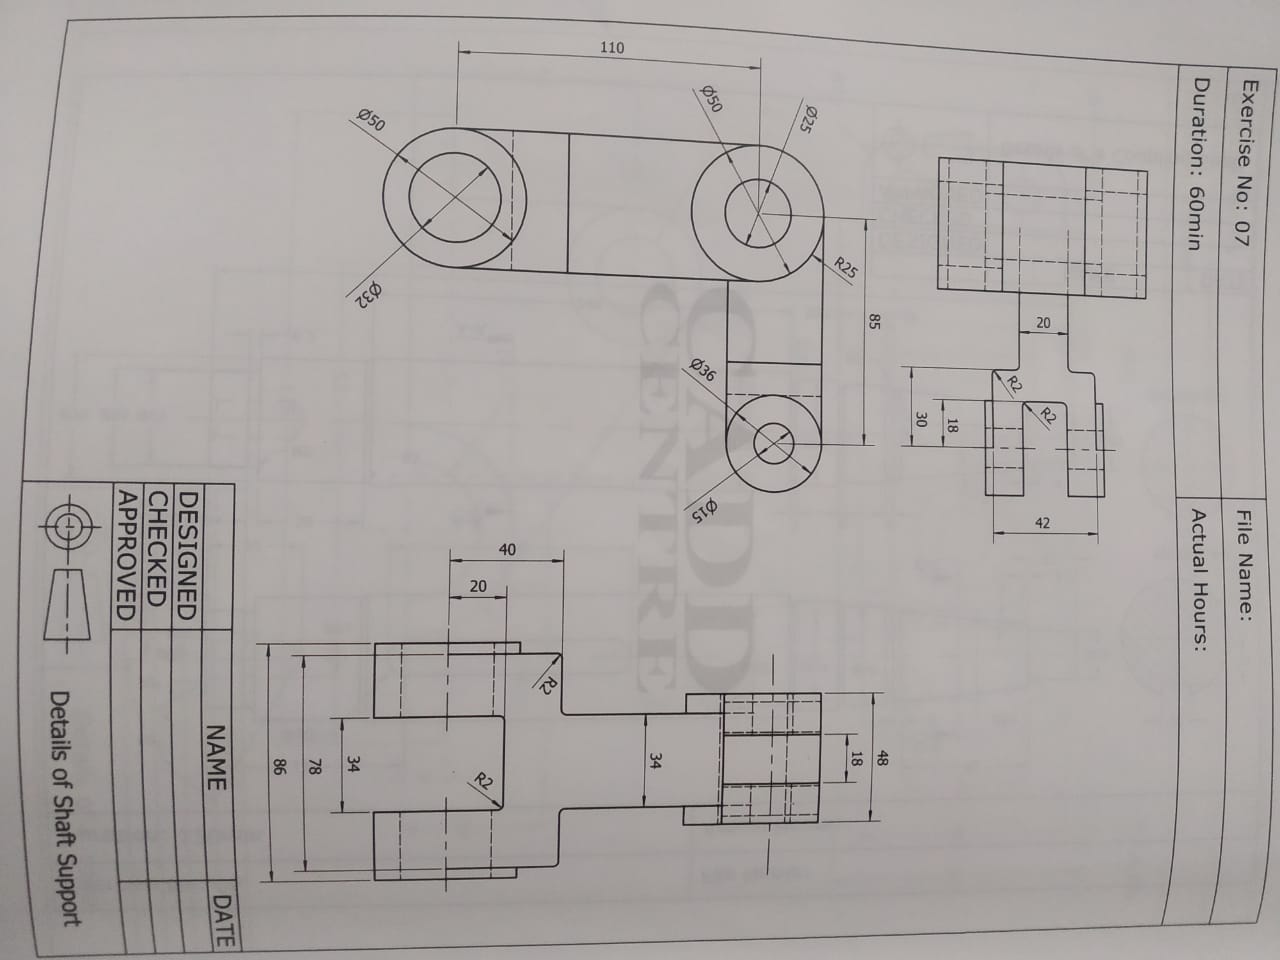 Exercise No: 07
File Name:
Duration: 60min
Actual Hours:
20
R2
R2
42
18
30
85
R25
Ø25
Ø50
110
Ø36
Ø15
Ø50
Ø32
48
18
34
R2
40
20
R2
34
78
86
CADD
CENTRE
NAME
DATE
DESIGNED
CHECKED
APPROVED
Details of Shaft Support